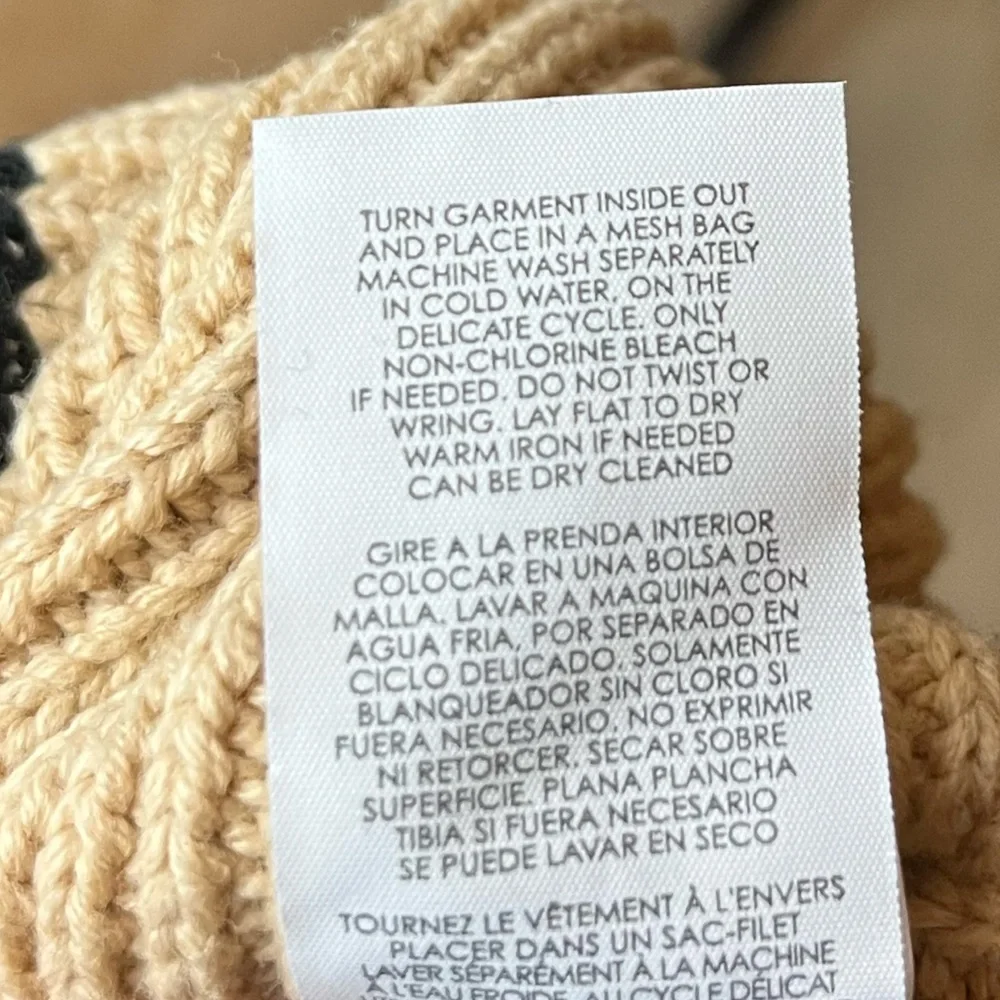 TURN GARMENT INSIDE OUT
AND PLACE IN A MESH BAG
MACHINE WASH SEPARATELY
IN COLD WATER, ON THE
DELICATE CYCLE. ONLY
NON-CHLORINE BLEACH
IF NEEDED. DO NOT TWIST OR
WRING. LAY FLAT TO DRY
WARM IRON IF NEEDED
CAN BE DRY CLEANED
GIRE A LA PRENDA INTERIOR
COLOCAR EN UNA BOLSA DE
MALLA. LAVAR A MAQUINA CON
AGUA FRIA, POR SEPARADO EN
CICLO DELICADO. SOLAMENTE
BLANQUEADOR SIN CLORO SI
FUERA NECESARIO. NO EXPRIMIR
NI RETORCER. SECAR SOBRE
SUPERFICIE. PLANA PLANCHA
TIBIA SI FUERA NECESARIO
SE PUEDE LAVAR EN SECO
TOURNEZ LE VÊTEMENT À L'ENVERS
PLACER DANS UN SAC-FILET
LAVER SÉPARÉMENT À LA MACHINE
À L'EAU FROIDE, AU CYCLE DÉLICAT